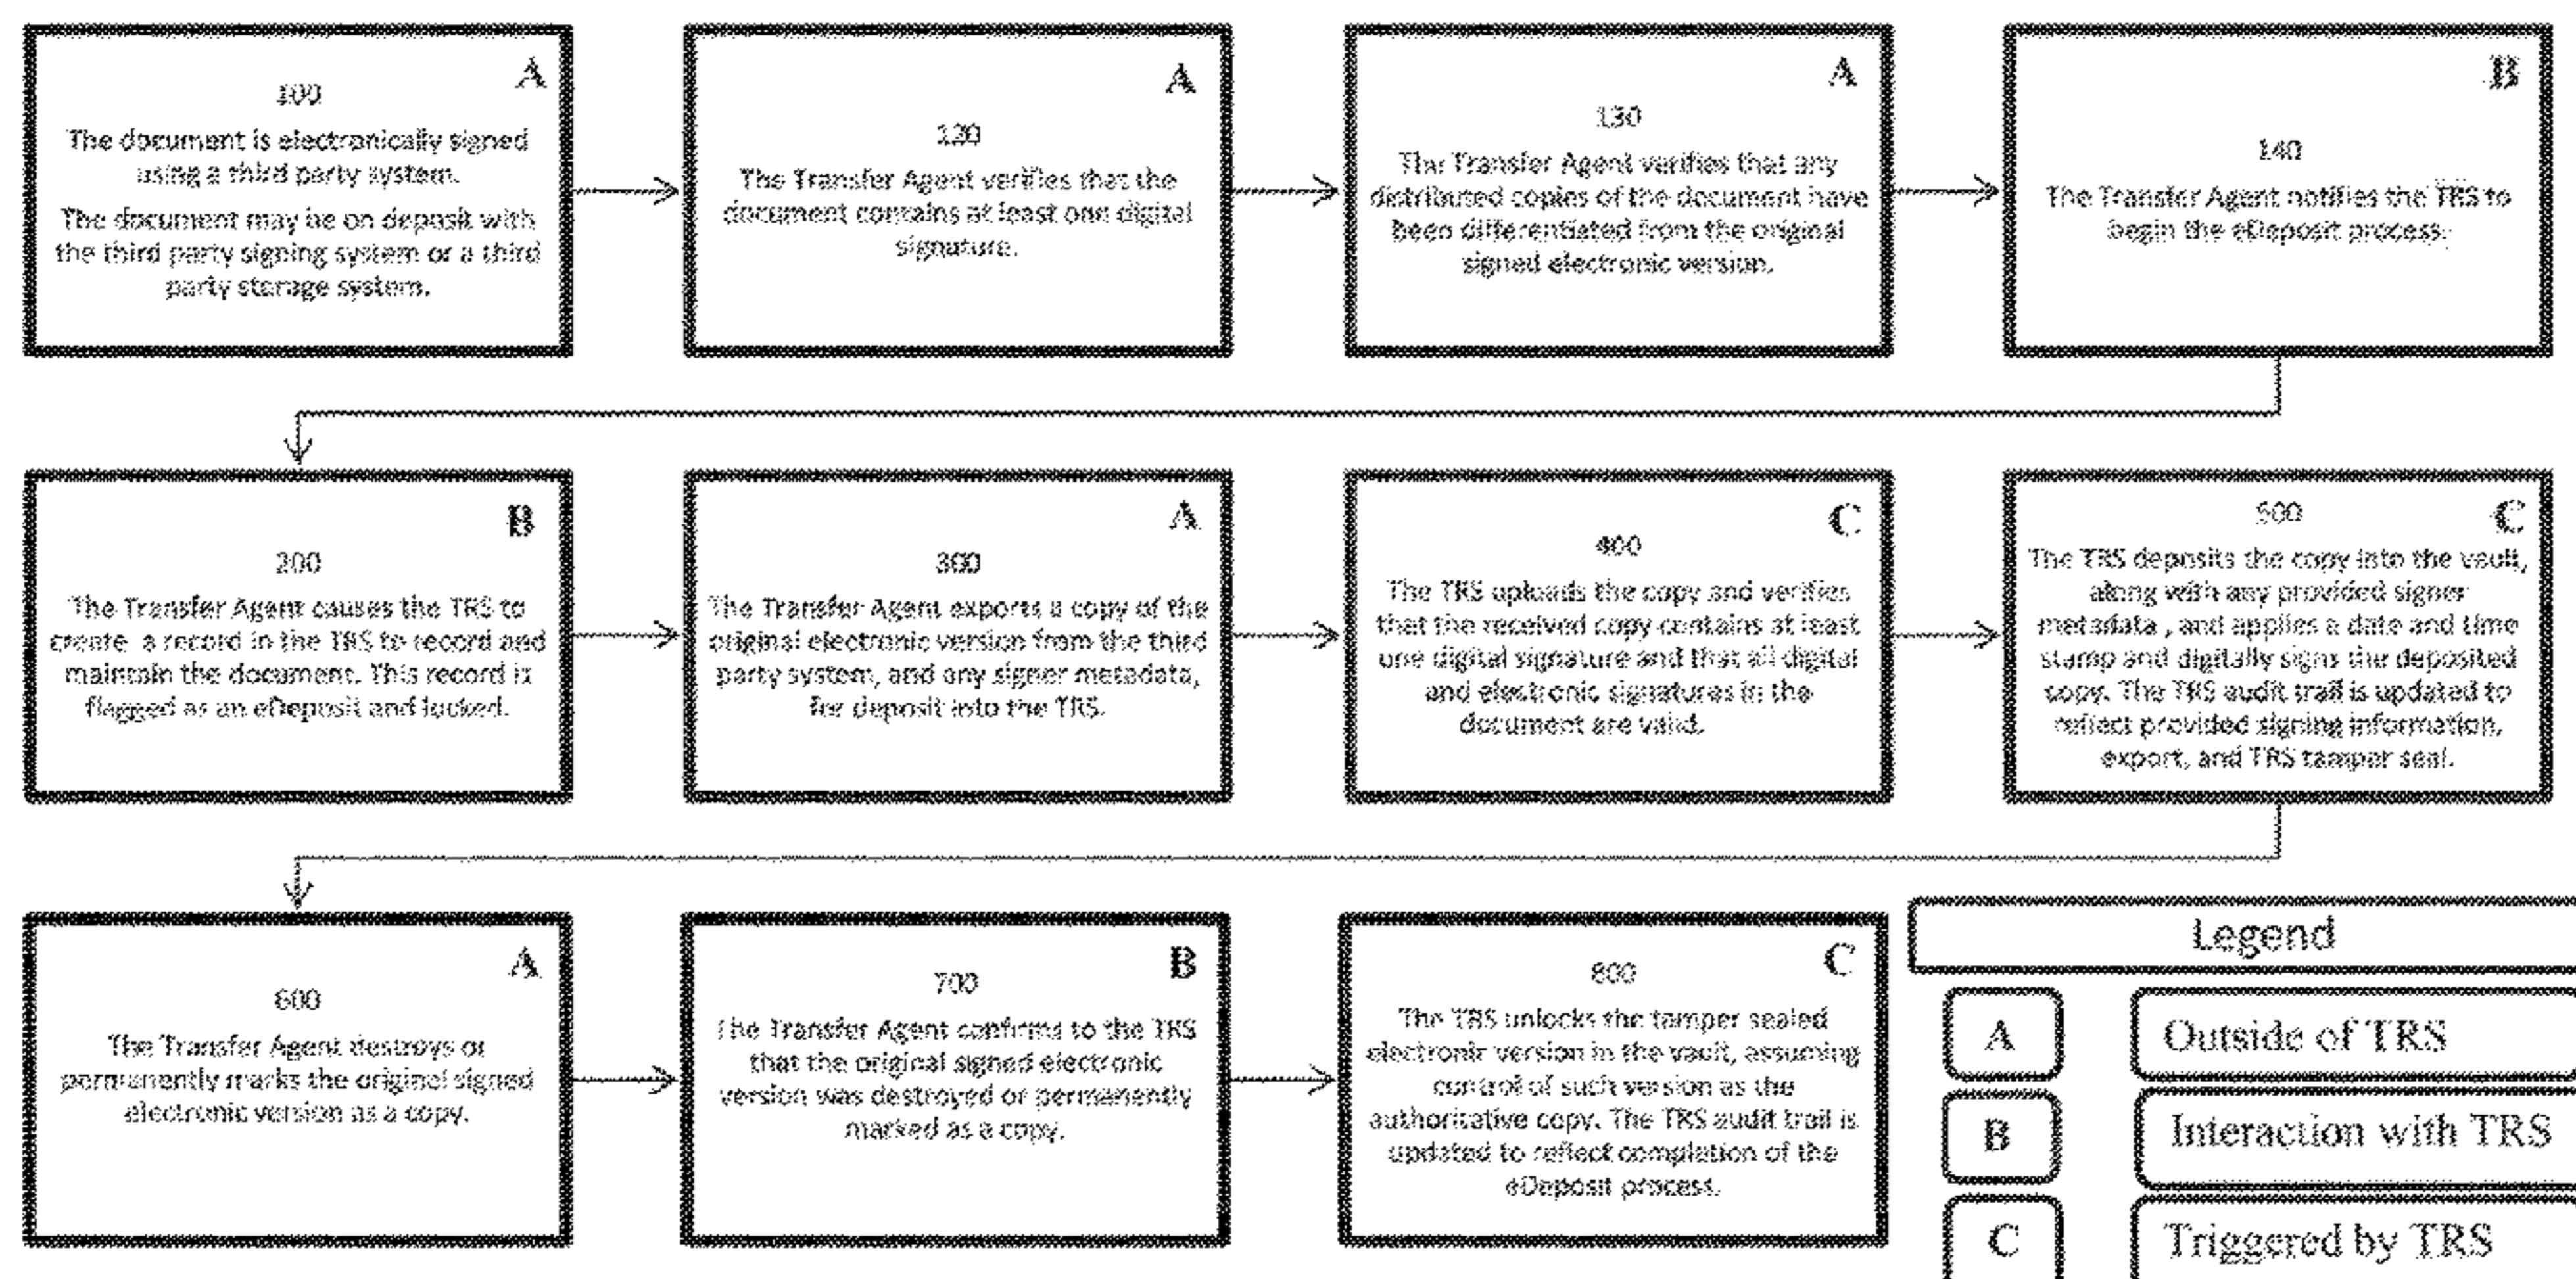 A
100
The document is electronically signed
using a third party system.
The document may be on deposit with
the third party signing system or a third
party storage system.
A
120
The Transfer Agent verifies that the
document contains at least one digital
signature.
A
130
The Transfer Agent verifies that any
distributed copies of the document have
been differentiated from the original
signed electronic version.
B
140
The Transfer Agent notifies the TRS to
begin the eDeposit process.
B
200
The Transfer Agent causes the TRS to
create a record in the TRS to record and
maintain the document. This record is
flagged as an eDeposit and locked.
A
300
The Transfer Agent exports a copy of the
original electronic version from the third
party system, and any signer metadata,
for deposit into the TRS.
C
400
The TRS uploads the copy and verifies
that the received copy contains at least
one digital signature and that all digital
and electronic signatures in the
document are valid.
C
500
The TRS deposits the copy into the vault,
along with any provided signer
metadata , and applies a date and time
stamp and digitally signs the deposited
copy. The TRS audit trail is updated to
reflect provided signing information,
export, and TRS tamper seal.
A
600
The Transfer Agent destroys or
permanently marks the original signed
electronic version as a copy.
B
700
The Transfer Agent confirms to the TRS
that the original signed electronic
version was destroyed or permanently
marked as a copy.
C
800
The TRS unlocks the tamper sealed
electronic version in the vault, assuming
control of such version as the
authoritative copy. The TRS audit trail is
updated to reflect completion of the
eDeposit process.
Legend
A Outside of TRS
B Interaction with TRS
C Triggered by TRS